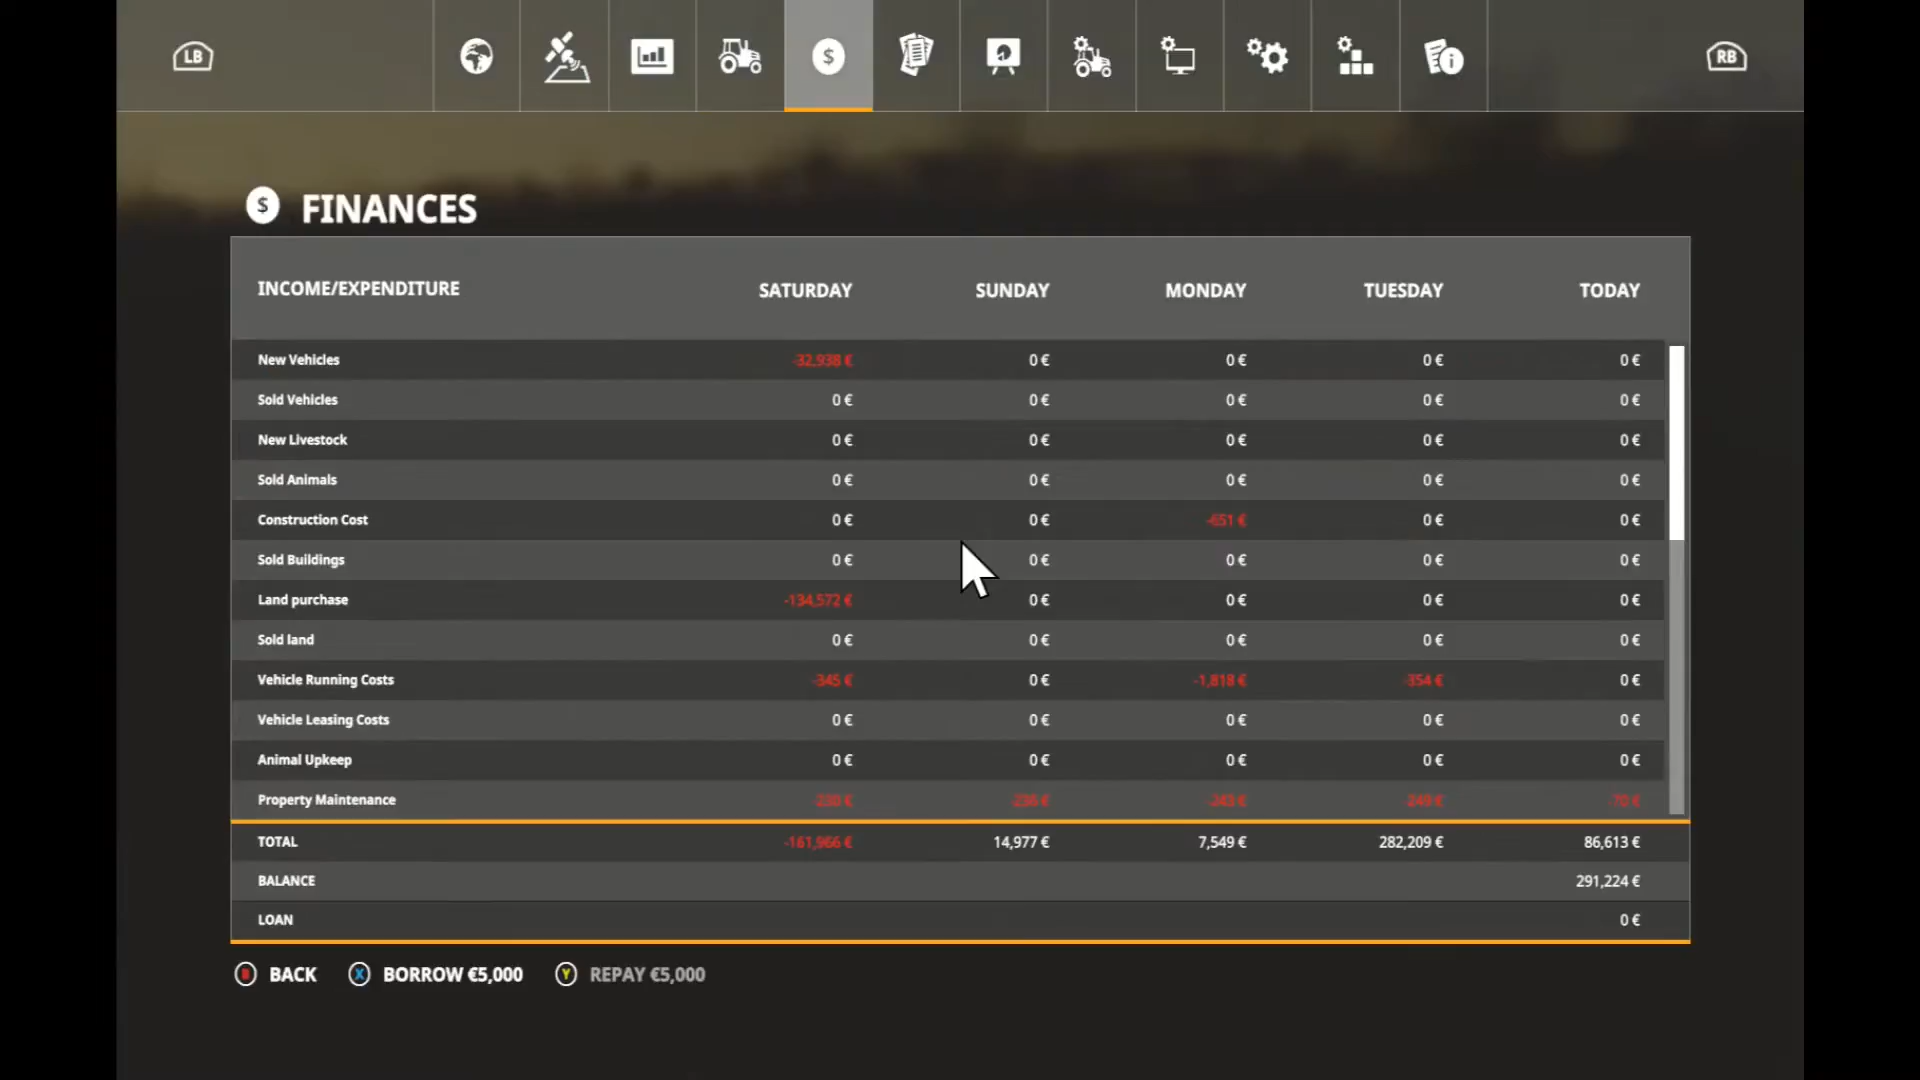 LB
RB
$ FINANCES
INCOME/EXPENDITURE SATURDAY SUNDAY MONDAY TUESDAY TODAY
New Vehicles -32,938 € 0 € 0 € 0 € 0 €
Sold Vehicles 0 € 0 € 0 € 0 € 0 €
New Livestock 0 € 0 € 0 € 0 € 0 €
Sold Animals 0 € 0 € 0 € 0 € 0 €
Construction Cost 0 € 0 € -651 € 0 € 0 €
Sold Buildings 0 € 0 € 0 € 0 € 0 €
Land purchase -134,572 € 0 € 0 € 0 € 0 €
Sold land 0 € 0 € 0 € 0 € 0 €
Vehicle Running Costs -345 € 0 € -1,818 € -354 € 0 €
Vehicle Leasing Costs 0 € 0 € 0 € 0 € 0 €
Animal Upkeep 0 € 0 € 0 € 0 € 0 €
Property Maintenance -230 € -236 € -243 € -249 € -70 €
TOTAL -161,966 € 14,977 € 7,549 € 282,209 € 86,613 €
BALANCE 291,224 €
LOAN 0 €
B BACK X BORROW €5,000 Y REPAY €5,000